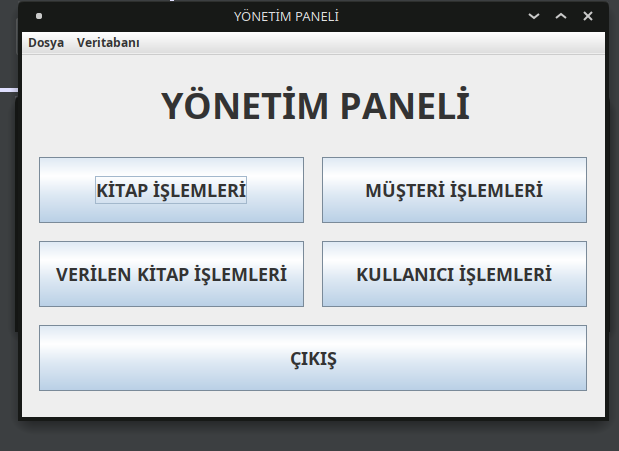 YÖNETİM PANELİ
Dosya Veritabanı
YÖNETİM PANELİ
KİTAP İŞLEMLERİ MÜŞTERİ İŞLEMLERİ
VERİLEN KİTAP İŞLEMLERİ KULLANICI İŞLEMLERİ
ÇIKIŞ